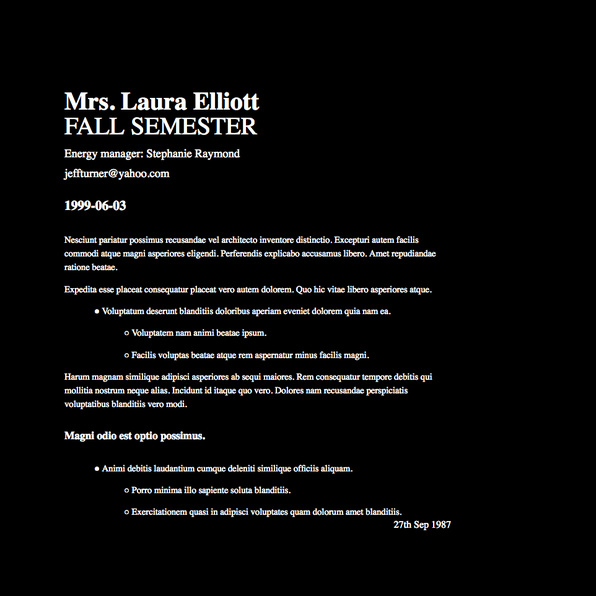 Mrs. Laura Elliott
FALL SEMESTER
Energy manager: Stephanie Raymond
jeffturner@yahoo.com
1999-06-03
Nesciunt pariatur possimus recusandae vel architecto inventore distinctio. Excepturi autem facilis
commodi atque magni asperiores eligendi. Perferendis explicabo accusamus libero. Amet repudiandae
ratione beatae.
Expedita esse placeat consequatur placeat vero autem dolorem. Quo hic vitae libero asperiores atque.
Voluptatum deserunt blanditiis doloribus aperiam eveniet dolorem quia nam ea.
Voluptatem nam animi beatae ipsum.
Facilis voluptas beatae atque rem aspernatur minus facilis magni.
Harum magnam similique adipisci asperiores ab sequi maiores. Rem consequatur tempore debitis qui
mollitia nostrum neque alias. Incidunt id itaque quo vero. Dolores nam recusandae perspiciatis
voluptatibus blanditiis vero modi.
Magni odio est optio possimus.
Animi debitis laudantium cumque deleniti similique officiis aliquam.
Porro minima illo sapiente soluta blanditiis.
Exercitationem quasi in adipisci voluptates quam dolorum amet blanditiis.
27th Sep 1987